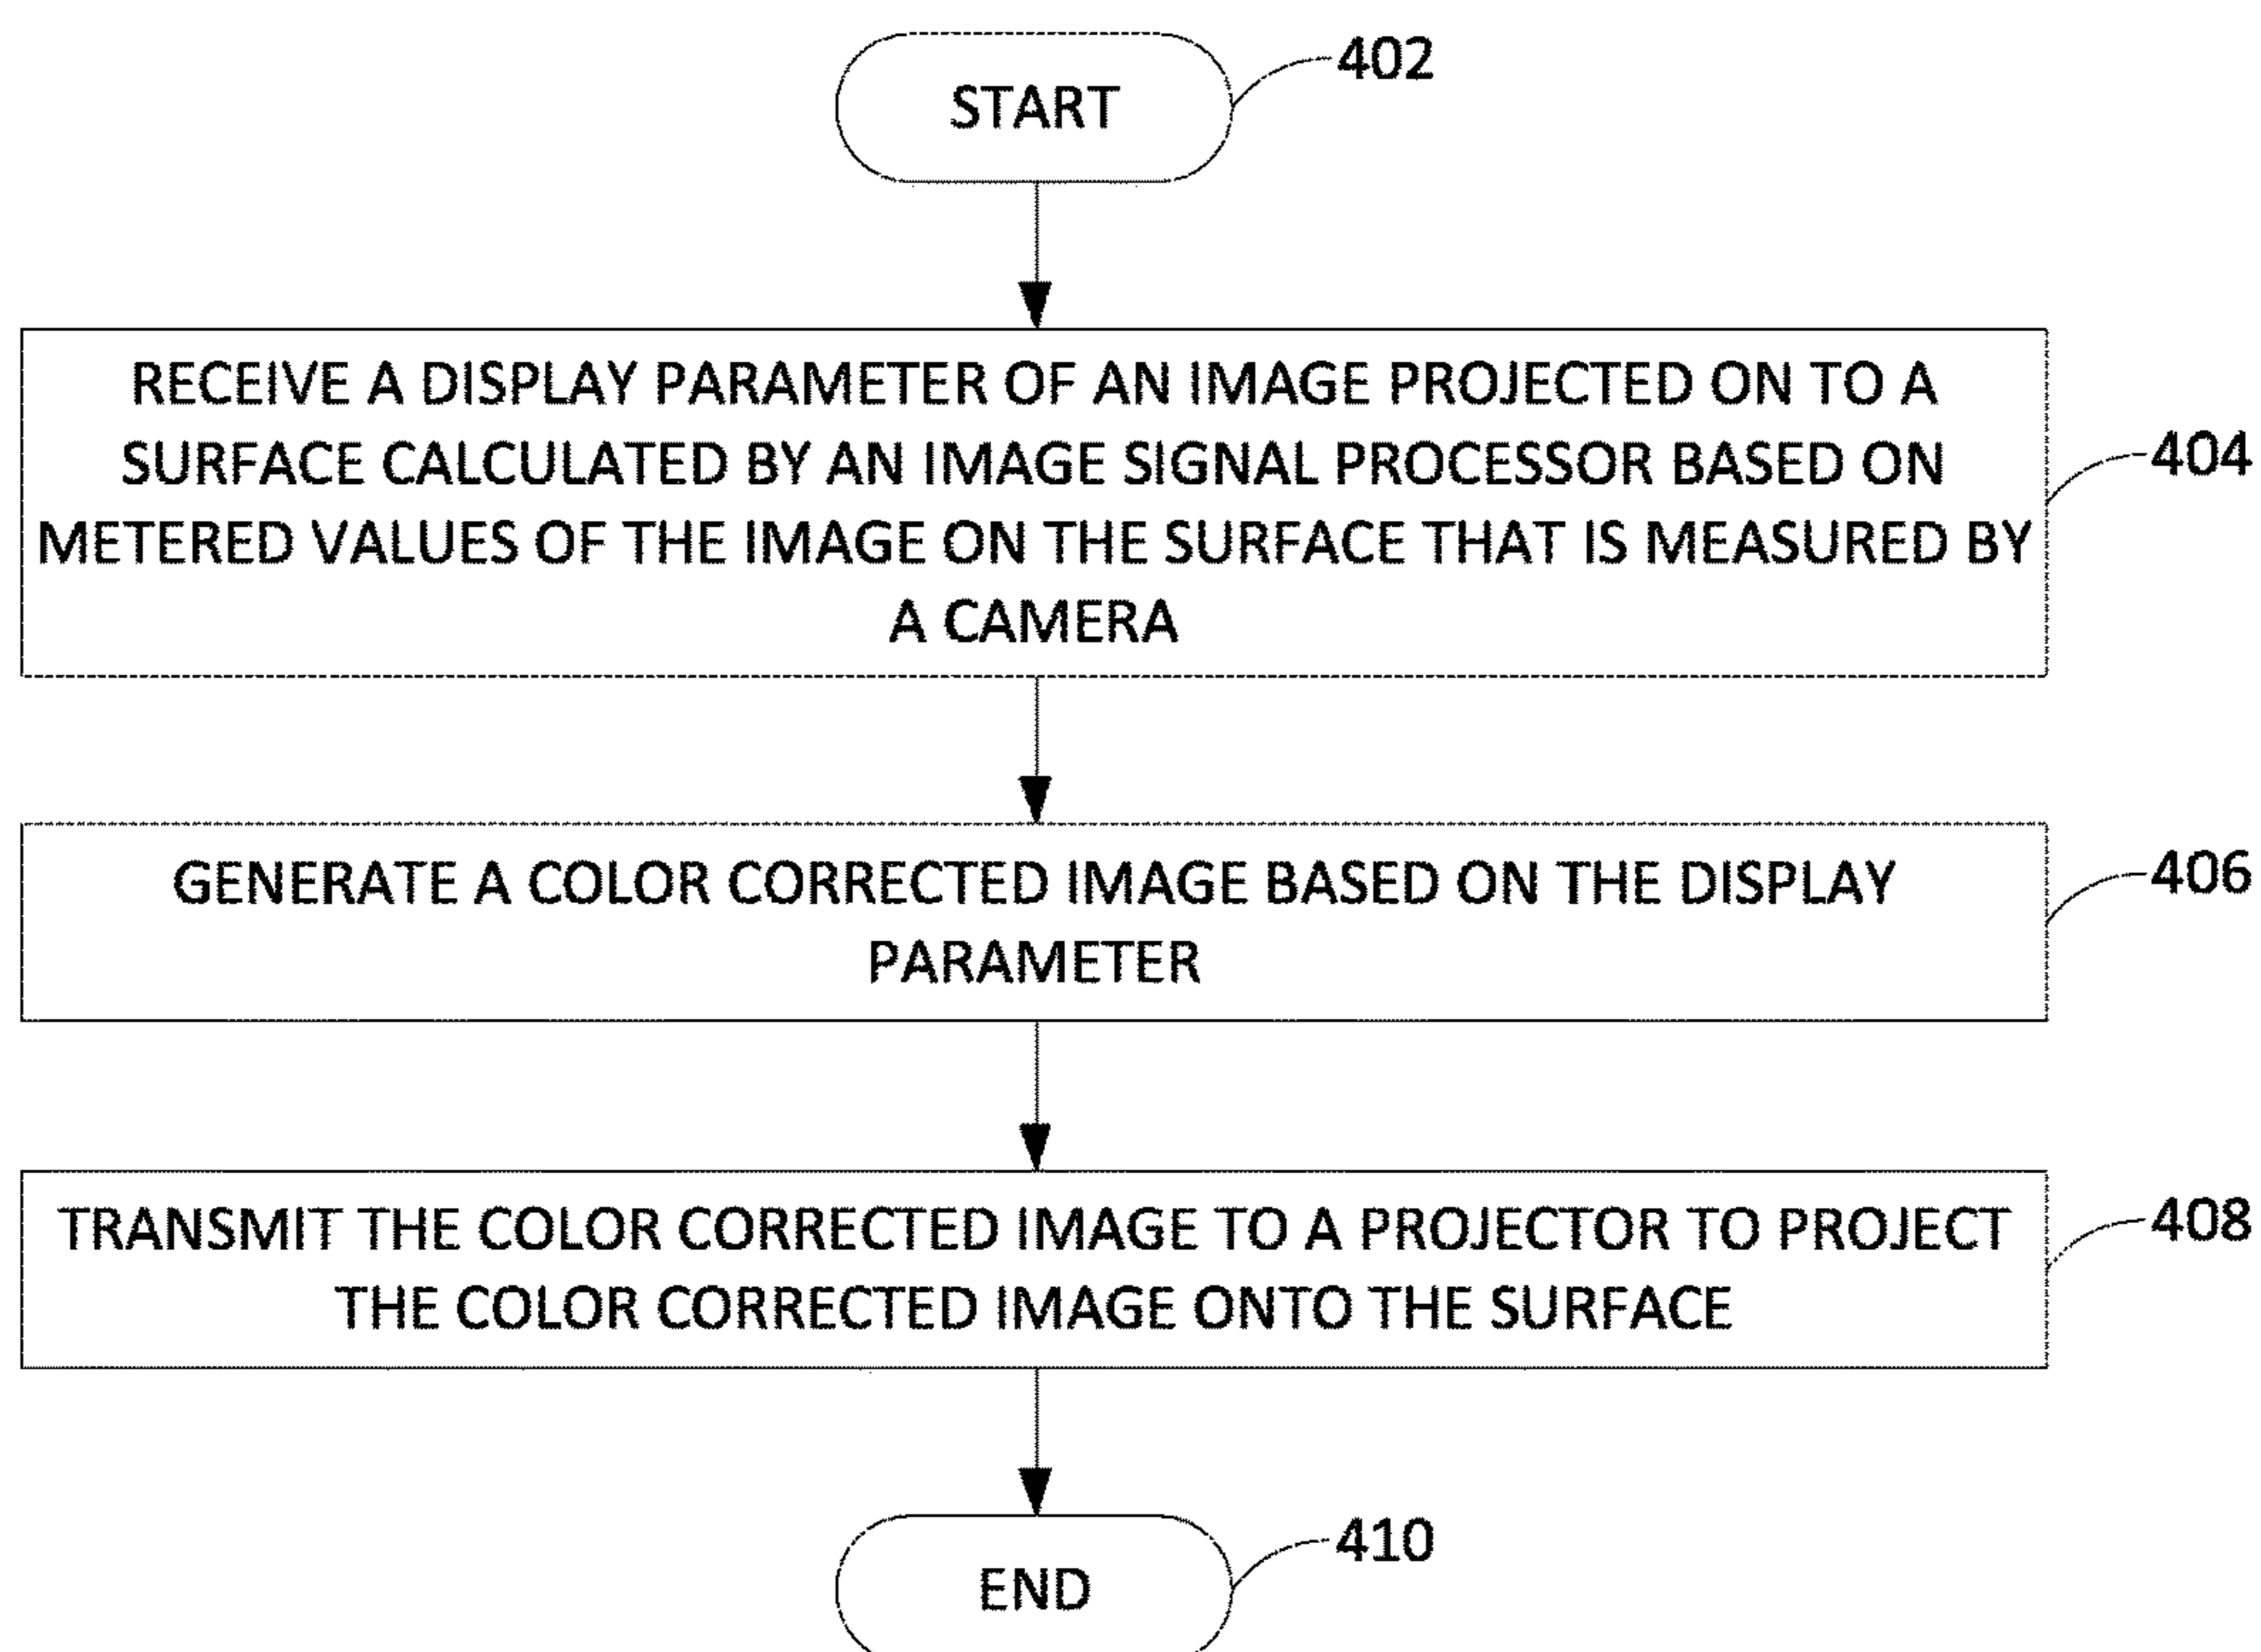 START
402
RECEIVE A DISPLAY PARAMETER OF AN IMAGE PROJECTED ON TO A
SURFACE CALCULATED BY AN IMAGE SIGNAL PROCESSOR BASED ON
METERED VALUES OF THE IMAGE ON THE SURFACE THAT IS MEASURED BY
A CAMERA
404
GENERATE A COLOR CORRECTED IMAGE BASED ON THE DISPLAY
PARAMETER
406
TRANSMIT THE COLOR CORRECTED IMAGE TO A PROJECTOR TO PROJECT
THE COLOR CORRECTED IMAGE ONTO THE SURFACE
408
END
410